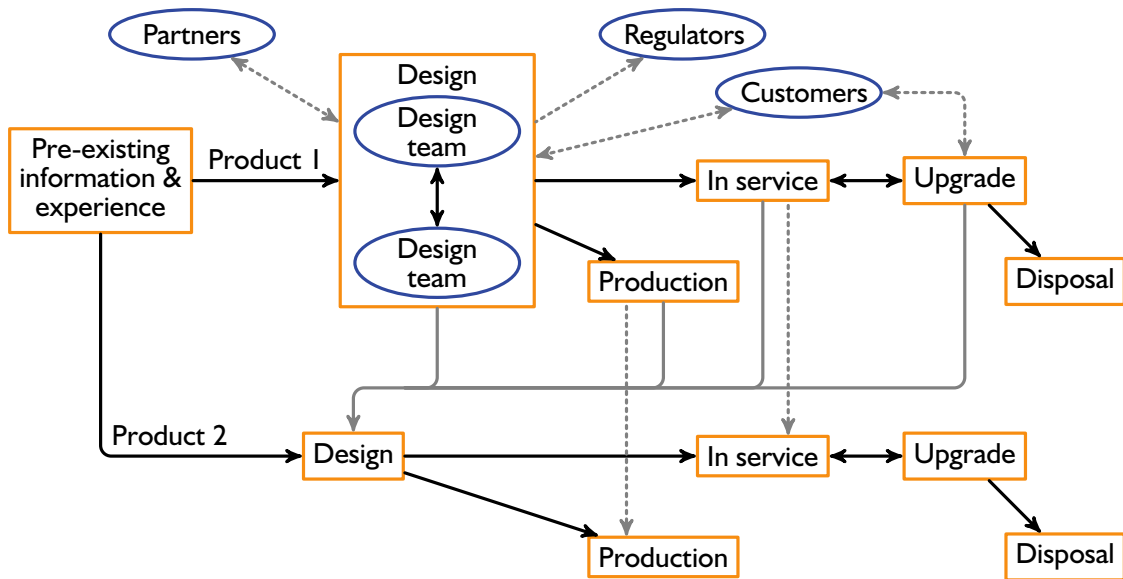 Partners
Regulators
Design
Customers
Design
team
Pre-existing
information &
experience
Product 1
In service
Upgrade
Design
team
Production
Disposal
Product 2
Design
In service
Upgrade
Production
Disposal